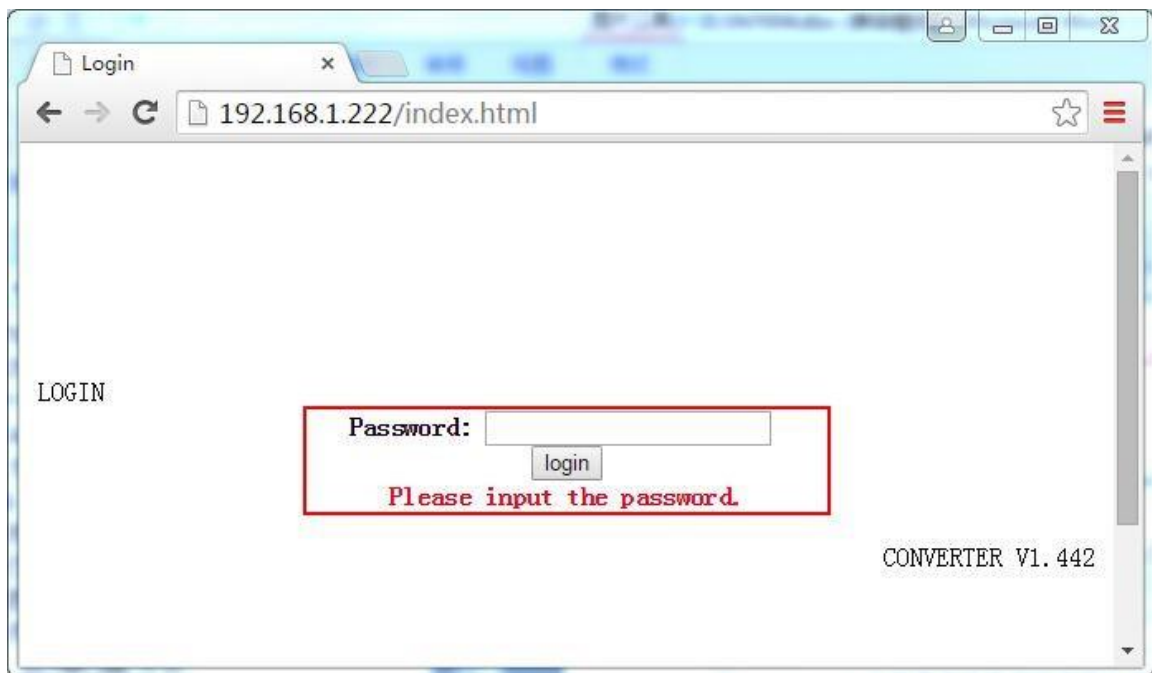 Login
192.168.1.222/index.html
LOGIN
Password:
login
Please input the password.
CONVERTER V1.442